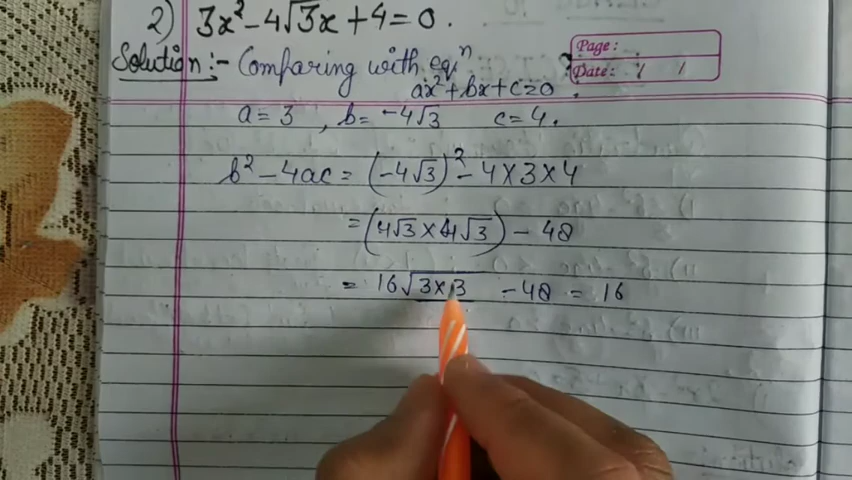 2) 3x² - 4√3x + 4 = 0.
Solution :- Comparing with eqⁿ
Page:
Date: / /
ax² + bx + c = 0
a = 3 , b = -4√3 c = 4.
b² - 4ac = (-4√3)² - 4×3×4
= (4√3 × 4√3) - 48
= 16√3×3 - 48 = 16